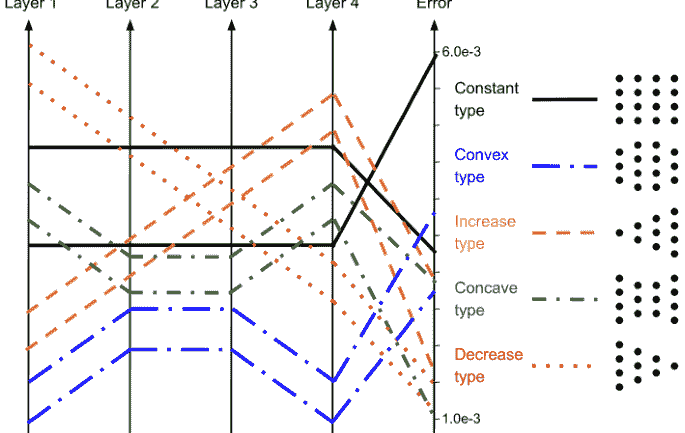 Layer 1 Layer 2 Layer 3 Layer 4 Error
6.0e-3
Constant
type
Convex
type
Increase
type
Concave
type
Decrease
type
1.0e-3